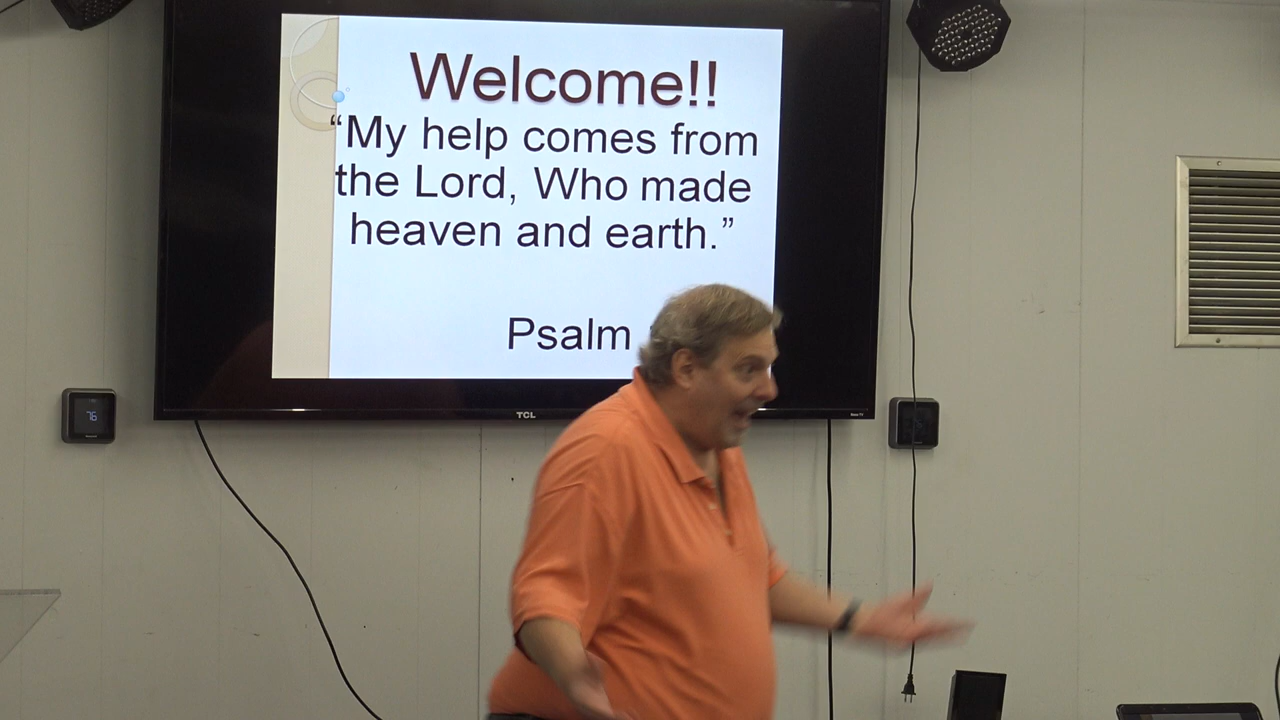 Welcome!!
“My help comes from
the Lord, Who made
heaven and earth.”
Psalm
76
TCL